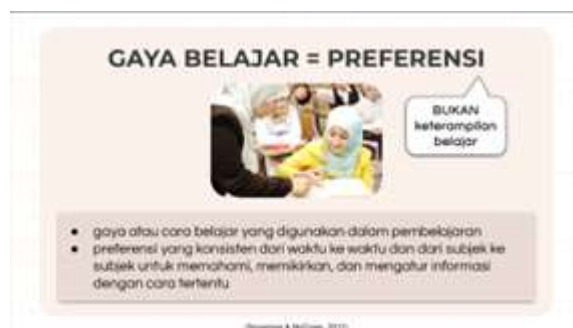 GAYA BELAJAR = PREFERENSI
BUKAN
keterampilan
belajar
• gaya atau cara belajar yang digunakan dalam pembelajaran
• preferensi yang konsisten dari waktu ke waktu dan dari subjek ke
subjek untuk memahami, memikirkan, dan mengatur informasi
dengan cara tertentu